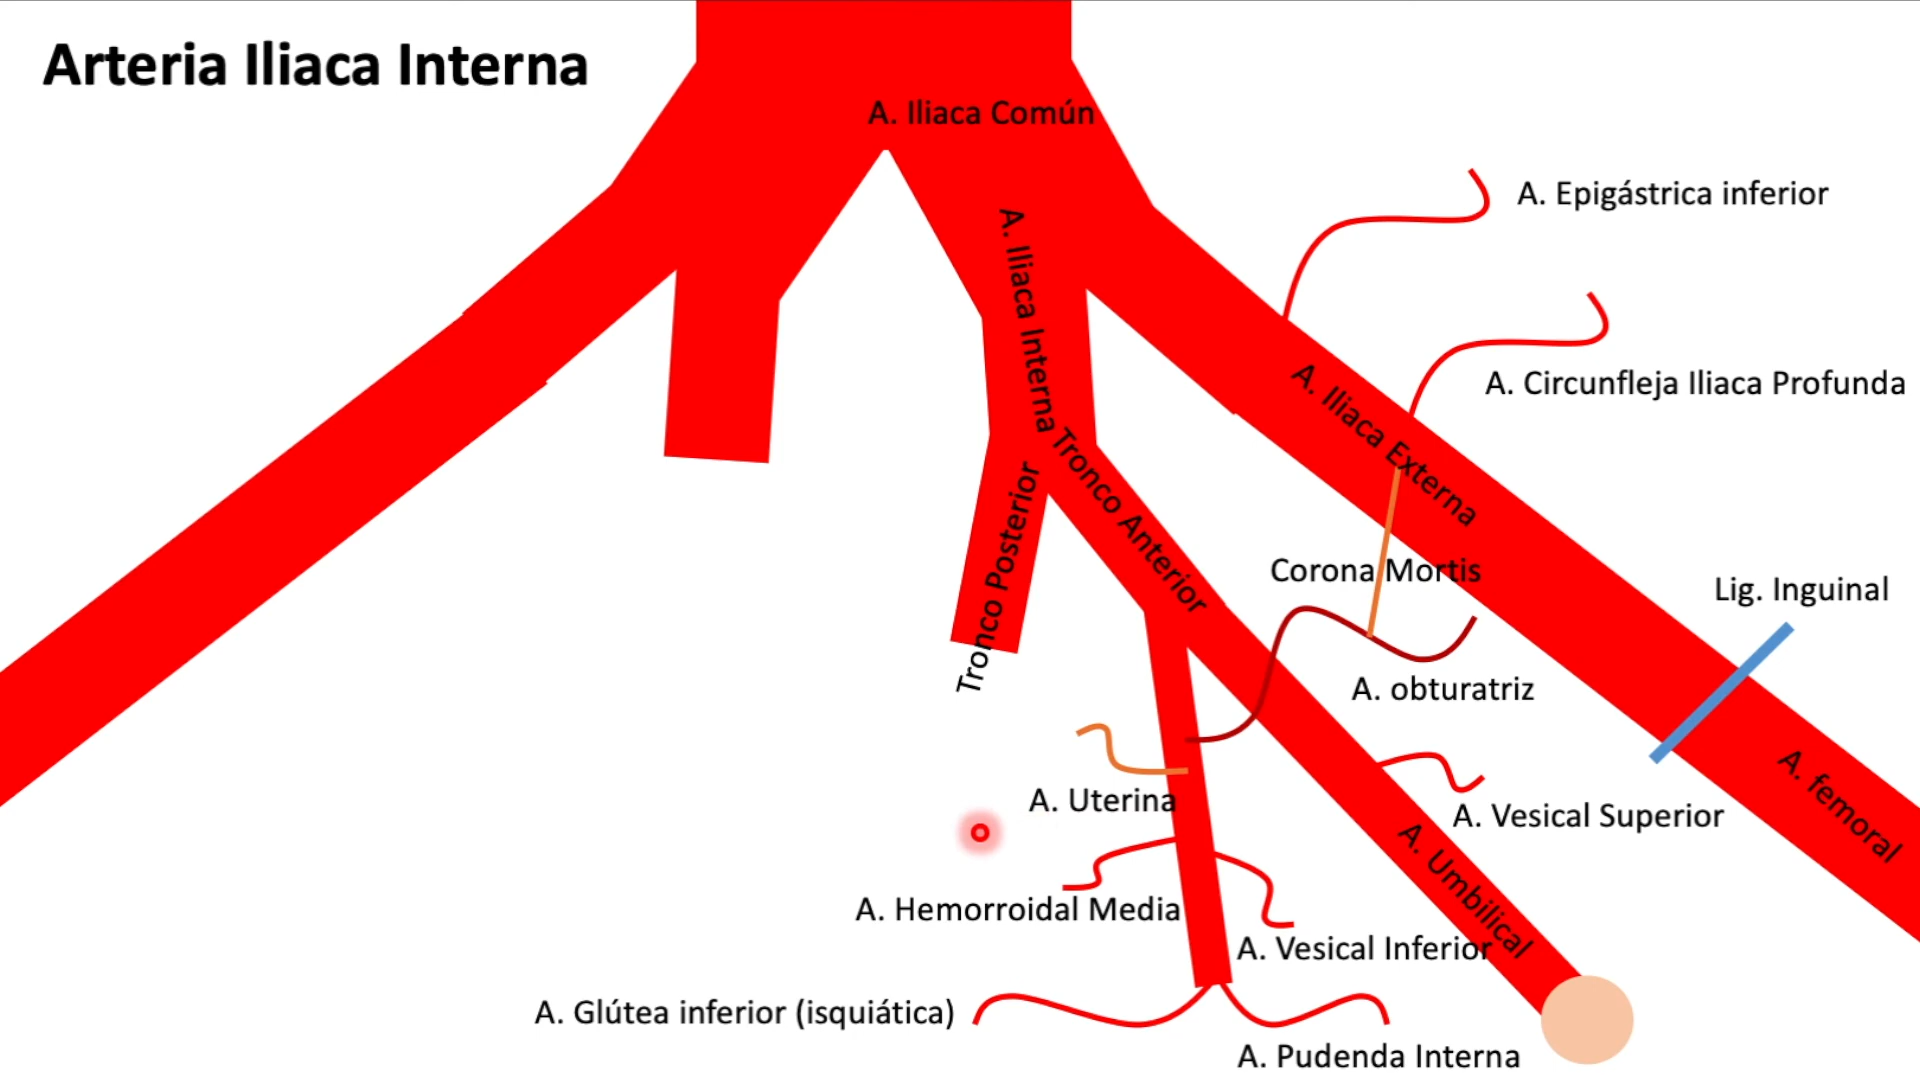 Arteria Iliaca Interna
A. Iliaca Común
A. Epigástrica inferior
A. Iliaca Interna
A. Circunfleja Iliaca Profunda
A. Iliaca Externa
Tronco Anterior
Tronco Posterior
Corona Mortis
Lig. Inguinal
A. obturatriz
A. Uterina
A. Vesical Superior
A. femoral
A. Umbilical
A. Hemorroidal Media
A. Vesical Inferior
A. Glútea inferior (isquiática)
A. Pudenda Interna